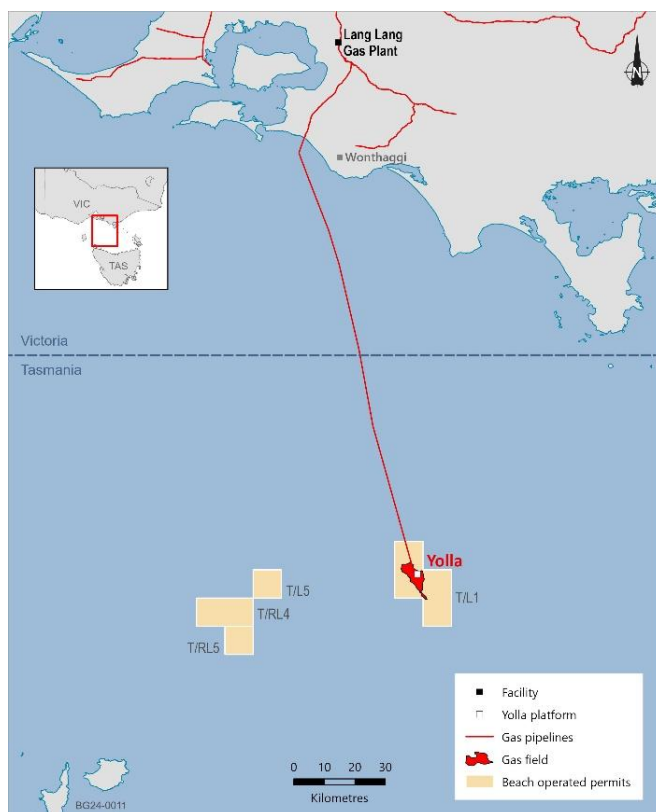 Lang Lang
Gas Plant
N
Wonthaggi
VIC
TAS
Victoria
Tasmania
Yolla
T/L5
T/L1
T/RL4
T/RL5
Facility
Yolla platform
Gas pipelines
Gas field
Beach operated permits
0 10 20 30
Kilometres
BG24-0011